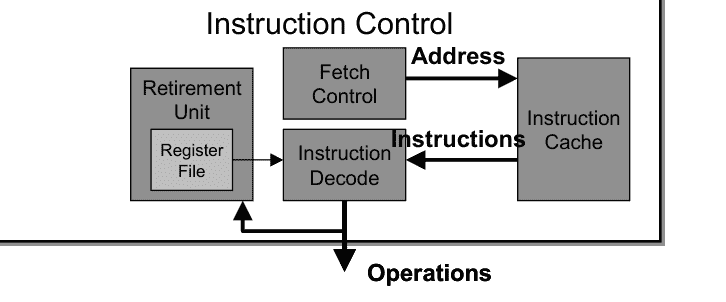 Instruction Control
Address
Fetch
Control
Retirement
Unit
Instruction
Cache
Instructions
Register
File
Instruction
Decode
Operations